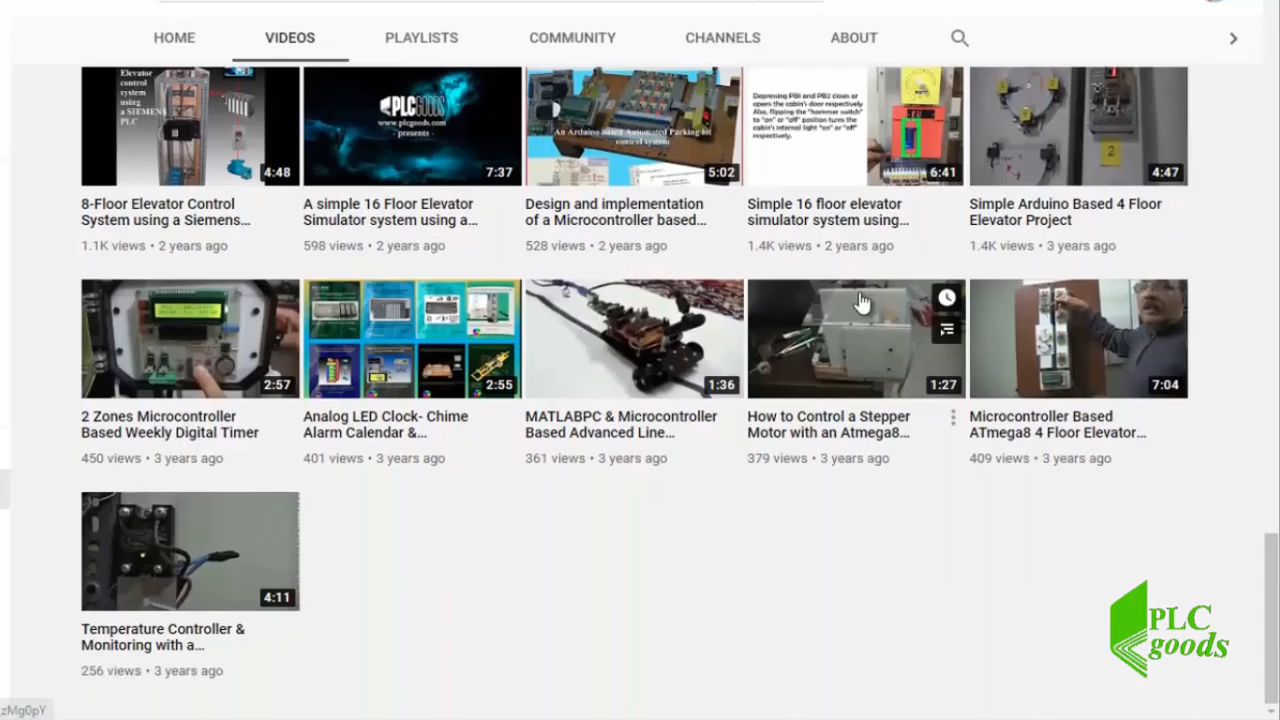 HOME VIDEOS PLAYLISTS COMMUNITY CHANNELS ABOUT
Elevator
control
system
using
a SIEMENS
PLC
4:48
PLCGOODS
www.plcgoods.com
- presents -
7:37
An Arduino based Automated Parking lot
control system
5:02
Depressing PB1 and PB2 closes or
opens the cabin's door respectively.
Also, flipping the "hommer switch"
to "on" or "off" position turns the
cabin's internal light "on" or "off"
respectively.
6:41
2
4:47
8-Floor Elevator Control
System using a Siemens...
1.1K views • 2 years ago
A simple 16 Floor Elevator
Simulator system using a...
598 views • 2 years ago
Design and implementation
of a Microcontroller based...
528 views • 2 years ago
Simple 16 floor elevator
simulator system using...
1.4K views • 2 years ago
Simple Arduino Based 4 Floor
Elevator Project
1.4K views • 3 years ago
2:57
2:55
1:36
1:27
7:04
2 Zones Microcontroller
Based Weekly Digital Timer
450 views • 3 years ago
Analog LED Clock- Chime
Alarm Calendar &...
401 views • 3 years ago
MATLABPC & Microcontroller
Based Advanced Line...
361 views • 3 years ago
How to Control a Stepper
Motor with an Atmega8...
379 views • 3 years ago
Microcontroller Based
ATmega8 4 Floor Elevator...
409 views • 3 years ago
4:11
Temperature Controller &
Monitoring with a...
256 views • 3 years ago
PLC
goods
zMg0pY